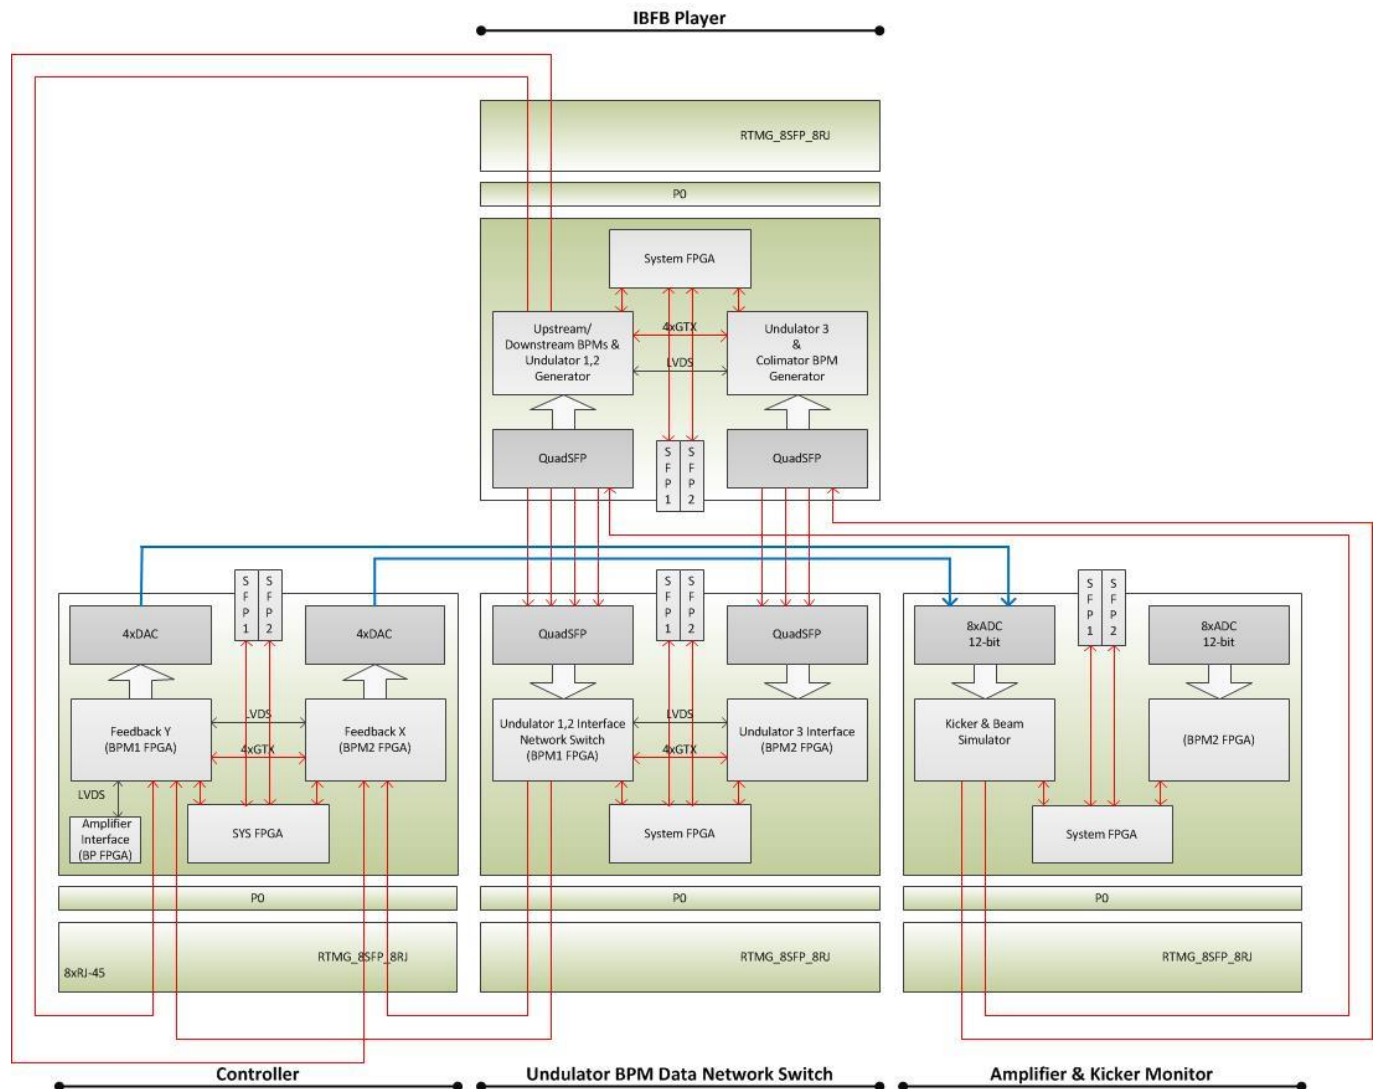 IBFB Player
RTMG_8SFP_8RJ
P0
System FPGA
Upstream/
Downstream BPMs &
Undulator 1,2
Generator
4xGTX
LVDS
Undulator 3
&
Colimator BPM
Generator
QuadSFP
S
F
P
1
S
F
P
2
QuadSFP
4xDAC
S
F
P
1
S
F
P
2
4xDAC
Feedback Y
(BPM1 FPGA)
LVDS
4xGTX
Feedback X
(BPM2 FPGA)
LVDS
Amplifier
Interface
(BP FPGA)
SYS FPGA
P0
RTMG_8SFP_8RJ
8xRJ-45
Controller
QuadSFP
S
F
P
1
S
F
P
2
QuadSFP
Undulator 1,2 Interface
Network Switch
(BPM1 FPGA)
LVDS
4xGTX
Undulator 3 Interface
(BPM2 FPGA)
System FPGA
P0
RTMG_8SFP_8RJ
Undulator BPM Data Network Switch
8xADC
12-bit
S
F
P
1
S
F
P
2
8xADC
12-bit
Kicker & Beam
Simulator
(BPM2 FPGA)
System FPGA
P0
RTMG_8SFP_8RJ
Amplifier & Kicker Monitor